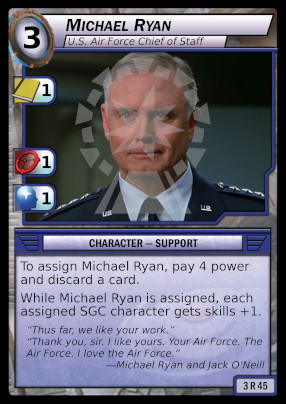 3
Michael Ryan
U.S. Air Force Chief of Staff
1
1
1
Character – Support
To assign Michael Ryan, pay 4 power
and discard a card.
While Michael Ryan is assigned, each
assigned SGC character gets skills +1.
“Thus far, we like your work.”
“Thank you, sir. I like yours. Your Air Force. The
Air Force. I love the Air Force.”
—Michael Ryan and Jack O’Neill
3 R 45